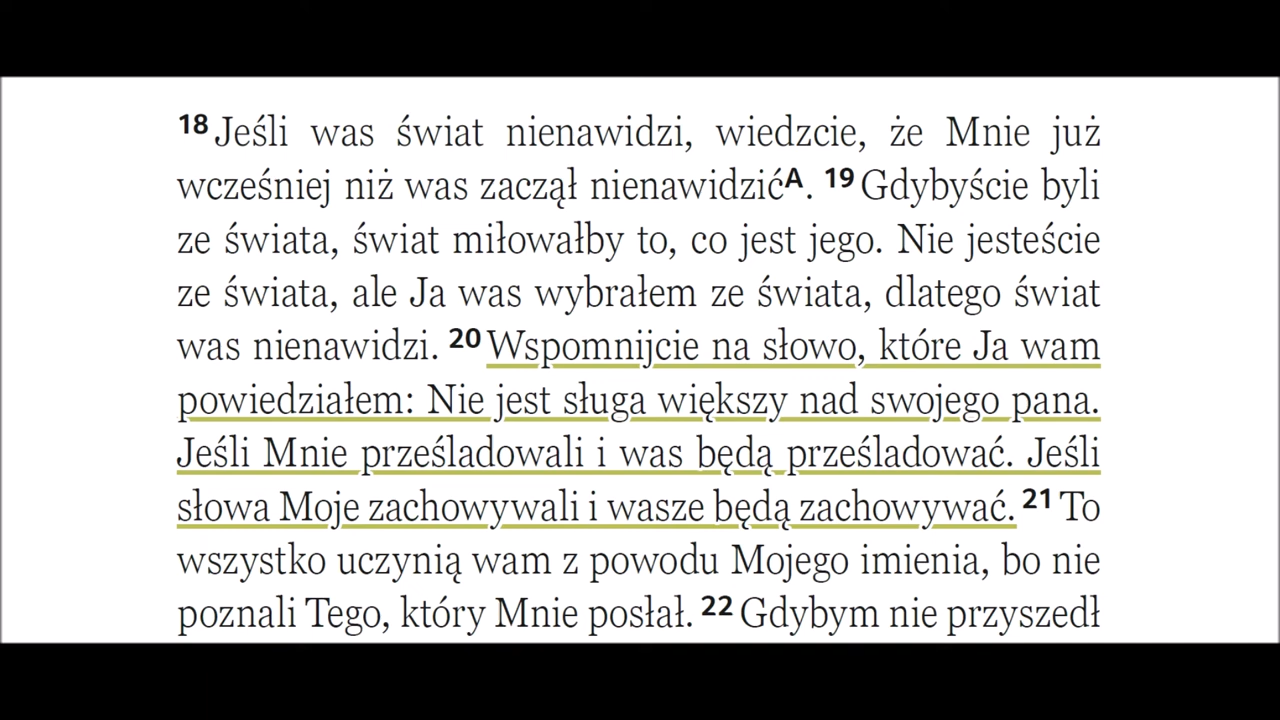 18 Jeśli was świat nienawidzi, wiedzcie, że Mnie już
wcześniej niż was zaczął nienawidzićA. 19 Gdybyście byli
ze świata, świat miłowałby to, co jest jego. Nie jesteście
ze świata, ale Ja was wybrałem ze świata, dlatego świat
was nienawidzi. 20 Wspomnijcie na słowo, które Ja wam
powiedziałem: Nie jest sługa większy nad swojego pana.
Jeśli Mnie prześladowali i was będą prześladować. Jeśli
słowa Moje zachowywali i wasze będą zachowywać. 21 To
wszystko uczynią wam z powodu Mojego imienia, bo nie
poznali Tego, który Mnie posłał. 22 Gdybym nie przyszedł